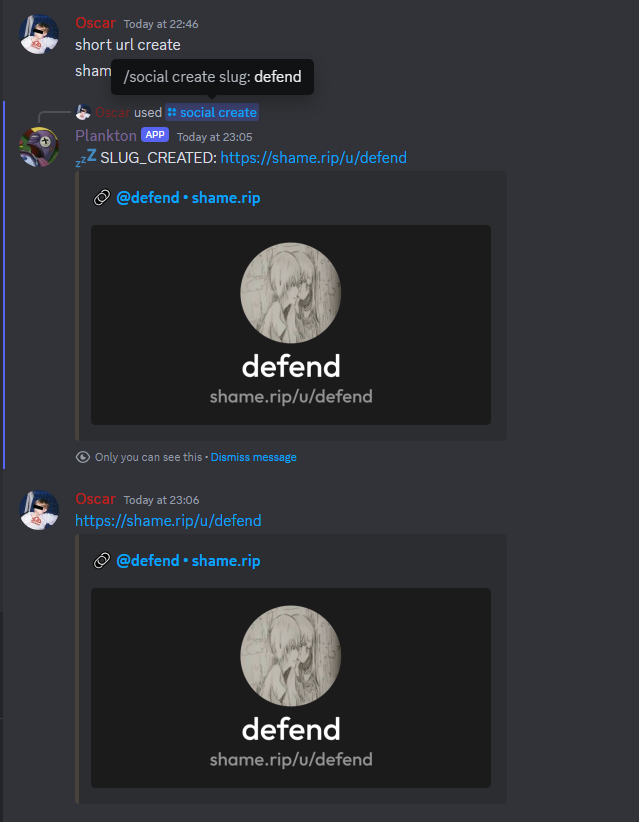 Oscar Today at 22:46
short url create
sham
/social create slug: defend
Oscar used social create
Plankton APP Today at 23:05
zzZ SLUG_CREATED: https://shame.rip/u/defend
@defend • shame.rip
defend
shame.rip/u/defend
Only you can see this • Dismiss message
Oscar Today at 23:06
https://shame.rip/u/defend
@defend • shame.rip
defend
shame.rip/u/defend